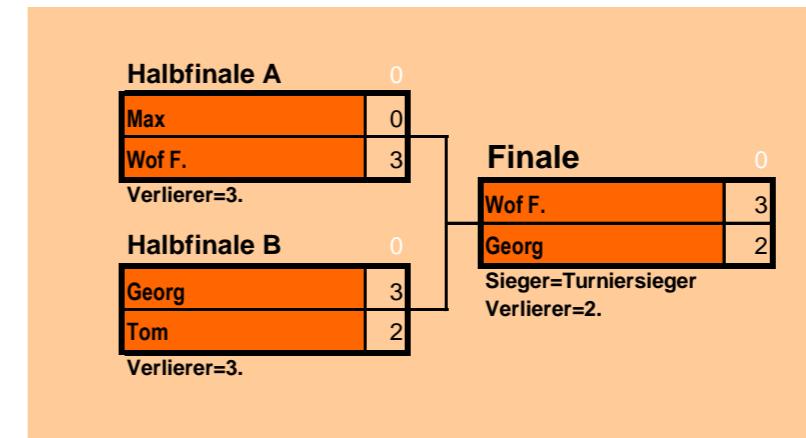 Halbfinale A 0
Max 0
Wof F. 3
Verlierer=3.
Halbfinale B 0
Georg 3
Tom 2
Verlierer=3.
Finale 0
Wof F. 3
Georg 2
Sieger=Turniersieger
Verlierer=2.